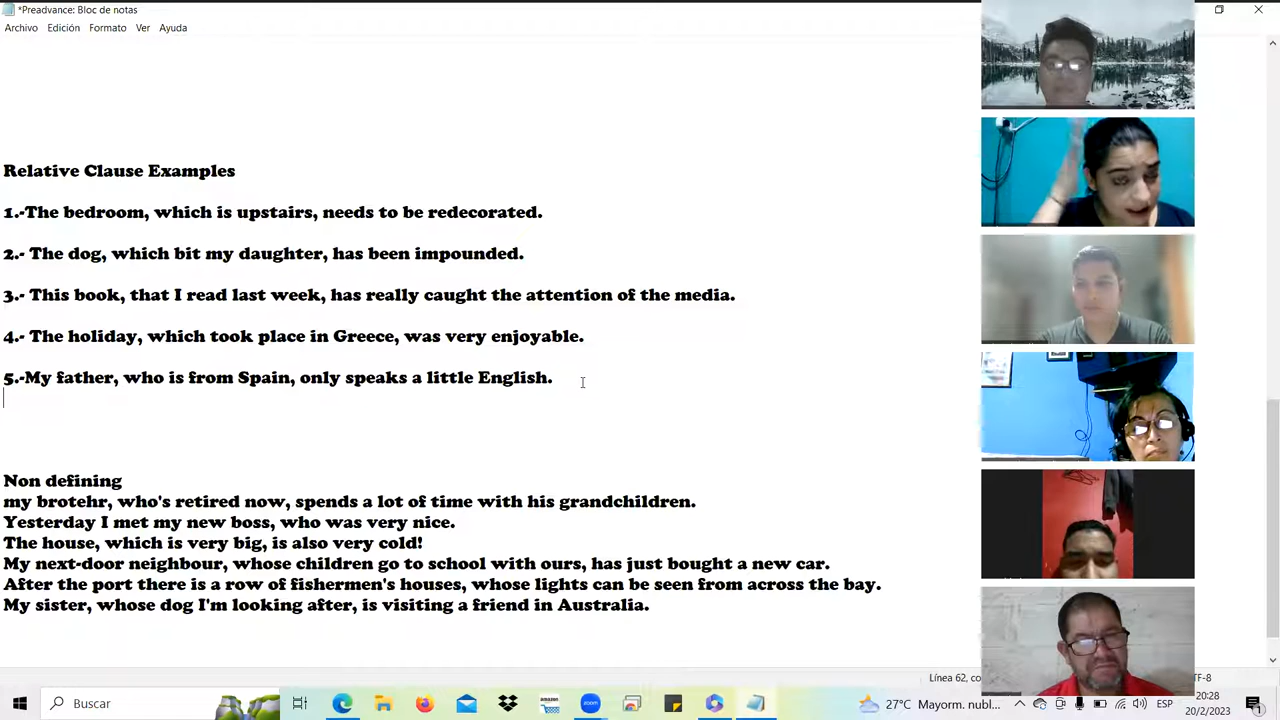 *Preadvance: Bloc de notas
Archivo Edición Formato Ver Ayuda
Relative Clause Examples
1.-The bedroom, which is upstairs, needs to be redecorated.
2.- The dog, which bit my daughter, has been impounded.
3.- This book, that I read last week, has really caught the attention of the media.
4.- The holiday, which took place in Greece, was very enjoyable.
5.-My father, who is from Spain, only speaks a little English.
Non defining
my brotehr, who's retired now, spends a lot of time with his grandchildren.
Yesterday I met my new boss, who was very nice.
The house, which is very big, is also very cold!
My next-door neighbour, whose children go to school with ours, has just bought a new car.
After the port there is a row of fishermen's houses, whose lights can be seen from across the bay.
My sister, whose dog I'm looking after, is visiting a friend in Australia.
Línea 62, co
Buscar
amazon
zoom
27°C Mayorm. nubl...
ESP
20:28
20/2/2023
1